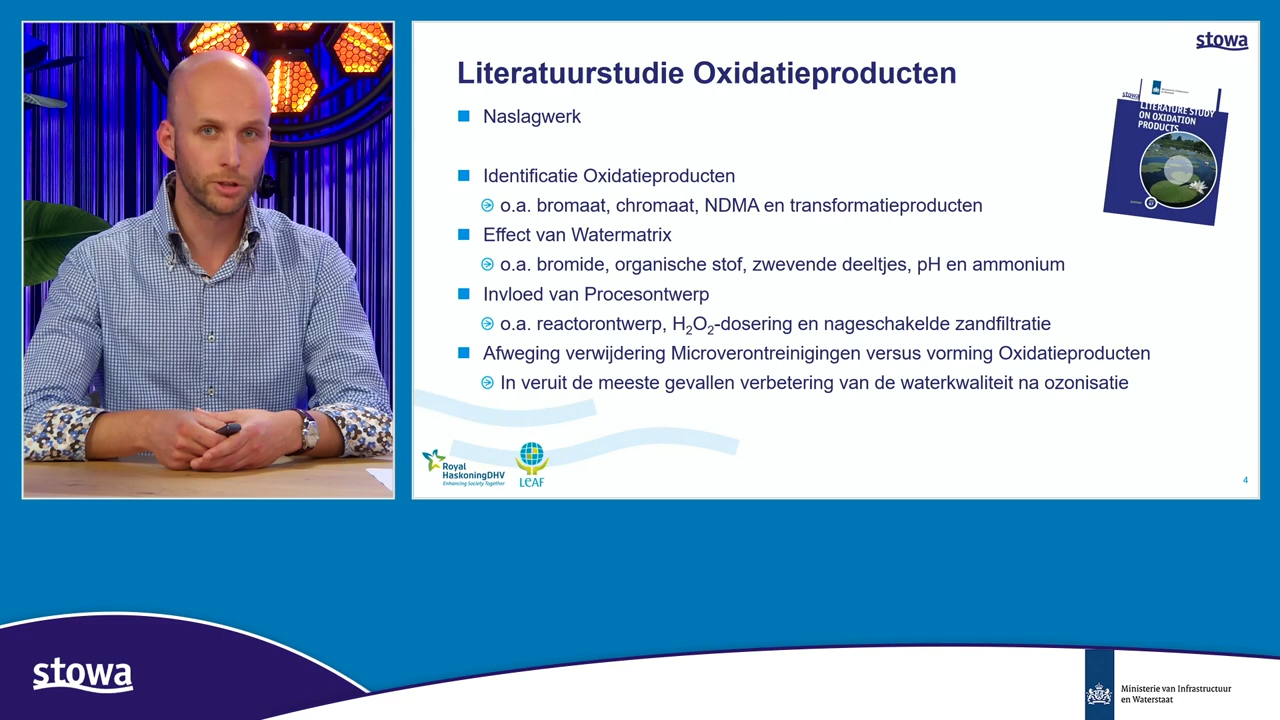 stowa
Literatuurstudie Oxidatieproducten
Naslagwerk
stowa
LITERATURE STUDY
ON OXIDATION
PRODUCTS
Identificatie Oxidatieproducten
o.a. bromaat, chromaat, NDMA en transformatieproducten
Effect van Watermatrix
o.a. bromide, organische stof, zwevende deeltjes, pH en ammonium
Invloed van Procesontwerp
o.a. reactorontwerp, H₂O₂-dosering en nageschakelde zandfiltratie
Afweging verwijdering Microverontreinigingen versus vorming Oxidatieproducten
In veruit de meeste gevallen verbetering van de waterkwaliteit na ozonisatie
Royal
HaskoningDHV
Enhancing Society Together
LeAF
4
stowa
Ministerie van Infrastructuur
en Waterstaat